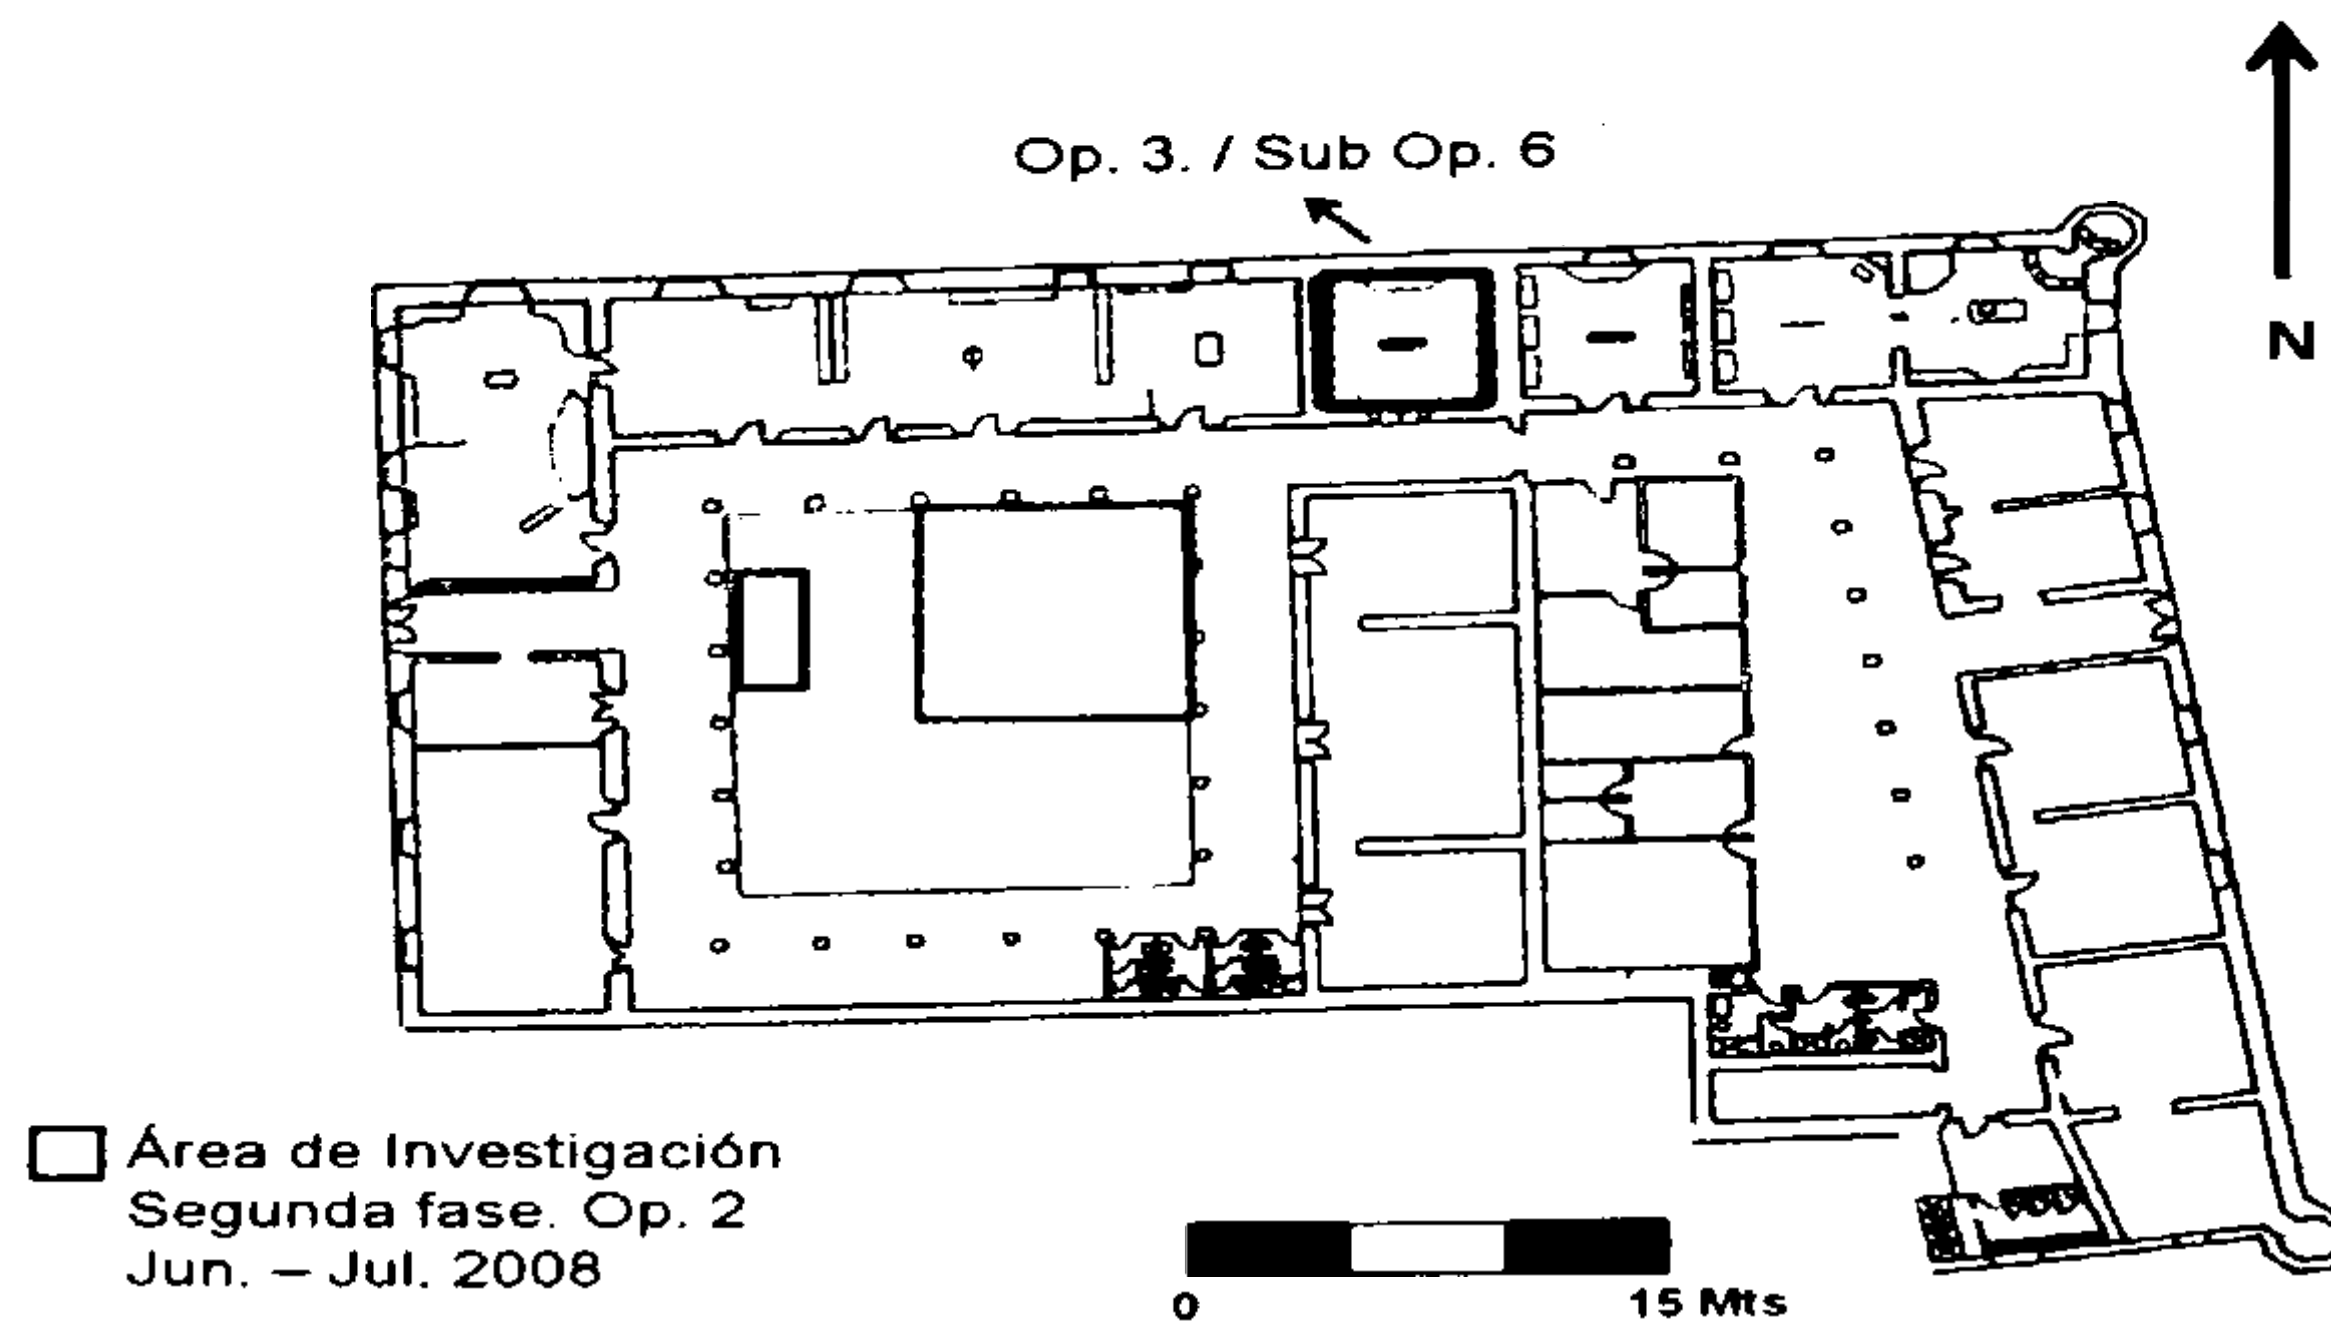 Op. 3. / Sub Op. 6
N
Área de Investigación
Segunda fase. Op. 2
Jun. – Jul. 2008
0 15 Mts